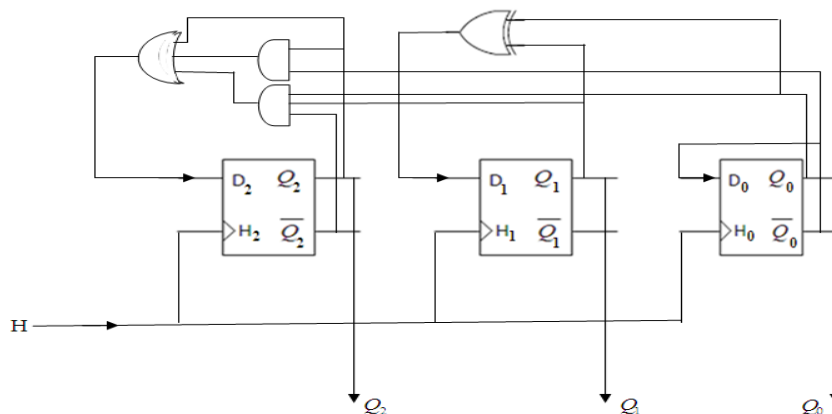 D₂ Q₂
H₂ Q̅₂
D₁ Q₁
H₁ Q̅₁
D₀ Q₀
H₀ Q̅₀
H
Q₂ Q₁ Q₀